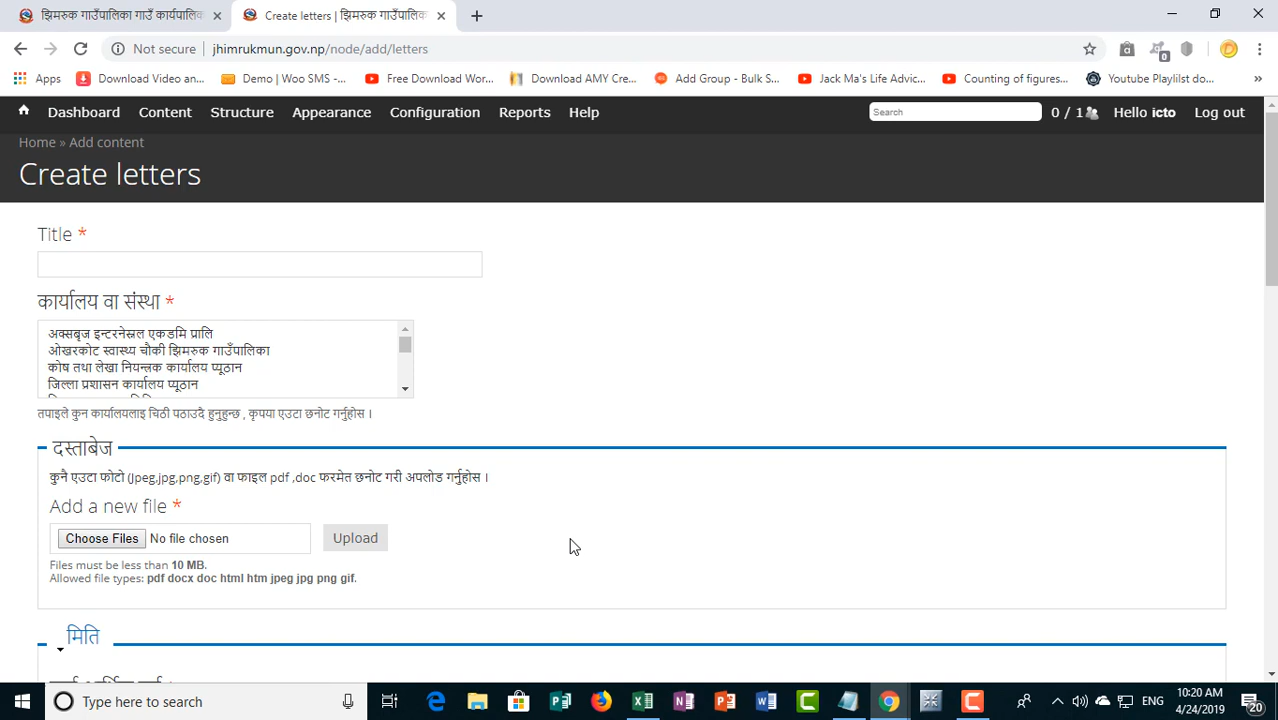 झिमरुक गाउँपालिका गाउँ कार्यपालिक
Create letters | झिमरुक गाउँपालि
Not secure
jhimrukmun.gov.np/node/add/letters
Apps
Download Video an...
Demo | Woo SMS -...
Free Download Wor...
Download AMY Cre...
Add Group - Bulk S...
Jack Ma's Life Advic...
Counting of figures...
Youtube Playlilst do...
Dashboard Content Structure Appearance Configuration Reports Help
Search
0 / 1
Hello icto
Log out
Home » Add content
Create letters
Title *
कार्यालय वा संस्था *
अक्सबृज इन्टरनेस्नल एकडमि प्रालि
ओखरकोट स्वास्थ्य चौकी झिमरुक गाउँपालिका
कोष तथा लेखा नियन्त्रक कार्यालय प्यूठान
जिल्ला प्रशासन कार्यालय प्यूठान
तपाइले कुन कार्यालयलाइ चिठी पठाउदै हुनुहुन्छ , कृपया एउटा छनोट गर्नुहोस ।
दस्ताबेज
कुनै एउटा फोटो (Jpeg,jpg,png,gif) वा फाइल pdf ,doc फरमेत छनोट गरी अपलोड गर्नुहोस ।
Add a new file *
Choose Files No file chosen
Upload
Files must be less than 10 MB.
Allowed file types: pdf docx doc html htm jpeg jpg png gif.
मिति
Type here to search
ENG
10:20 AM
4/24/2019
20